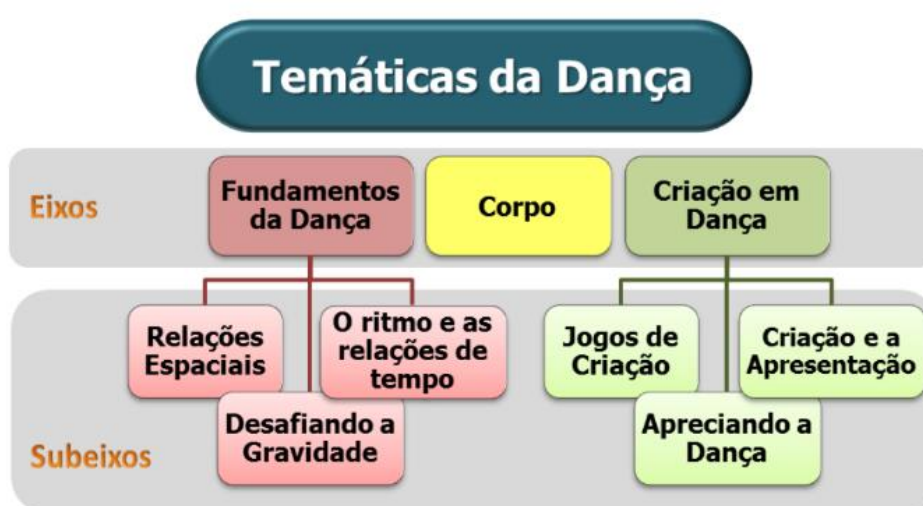 Temáticas da Dança
Eixos
Fundamentos
da Dança
Corpo
Criação em
Dança
Subeixos
Relações
Espaciais
O ritmo e as
relações de
tempo
Desafiando a
Gravidade
Jogos de
Criação
Criação e a
Apresentação
Apreciando a
Dança